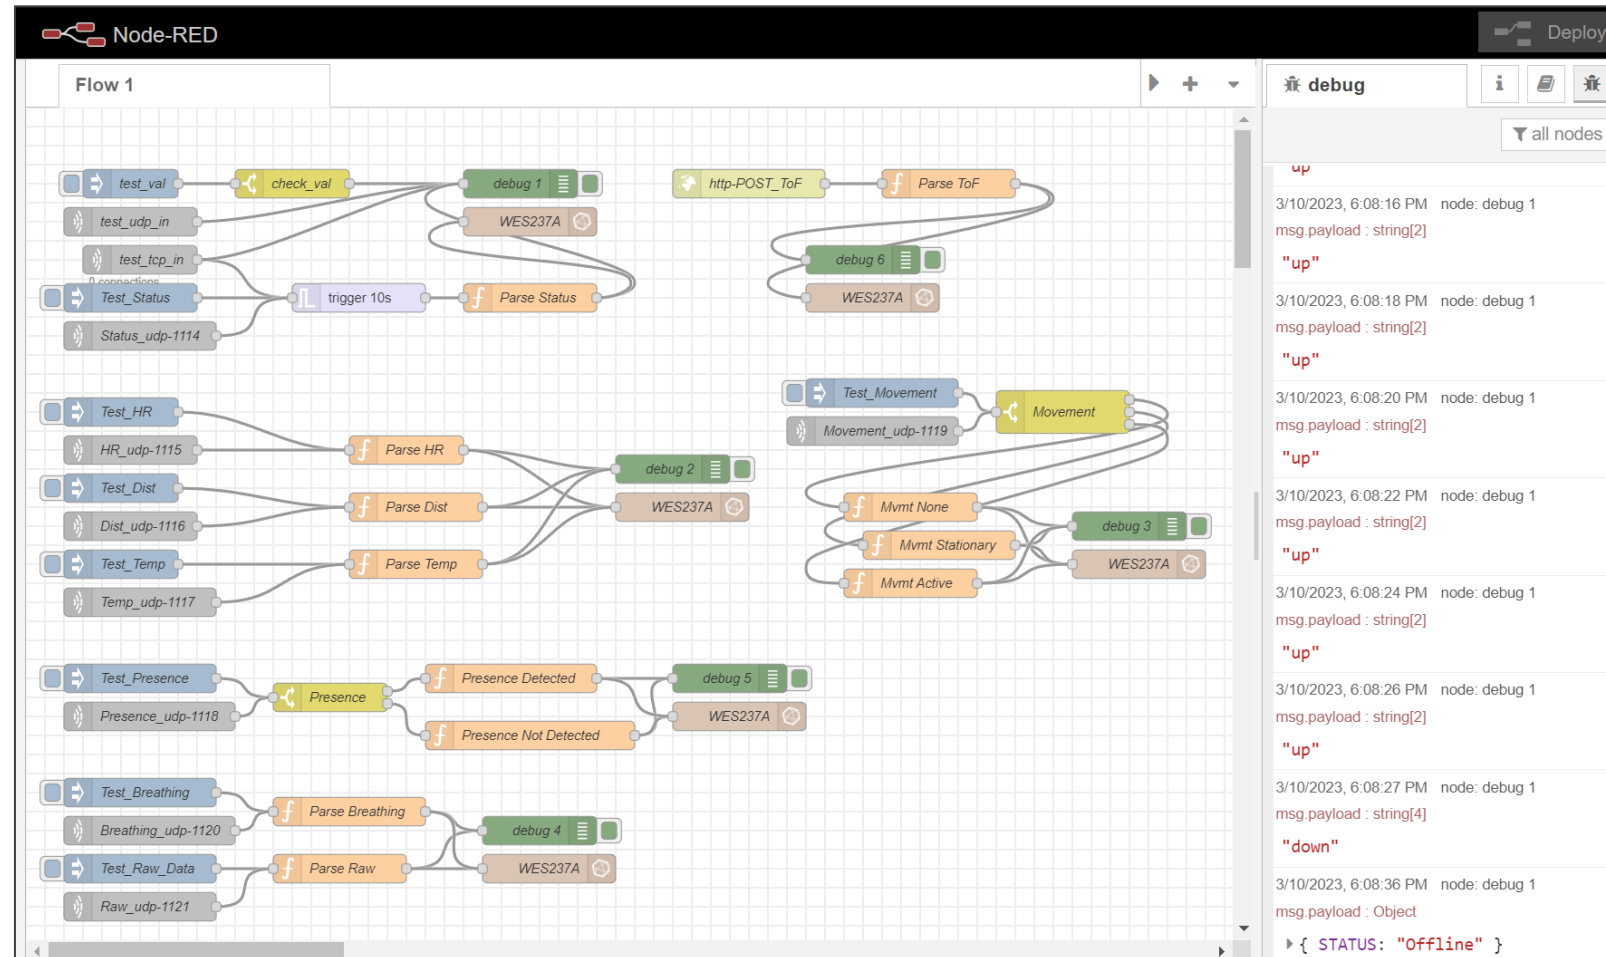 Node-RED
Deploy
Flow 1
debug
i
all nodes
test_val
check_val
debug 1
test_udp_in
WES237A
test_tcp_in
0 connections
Test_Status
trigger 10s
Parse Status
Status_udp-1114
http-POST_ToF
Parse ToF
debug 6
WES237A
Test_HR
HR_udp-1115
Parse HR
debug 2
Test_Dist
Parse Dist
WES237A
Dist_udp-1116
Test_Temp
Parse Temp
Temp_udp-1117
Test_Movement
Movement
Movement_udp-1119
Mvmt None
debug 3
Mvmt Stationary
WES237A
Mvmt Active
Test_Presence
Presence Detected
debug 5
Presence
Presence_udp-1118
WES237A
Presence Not Detected
Test_Breathing
Parse Breathing
Breathing_udp-1120
debug 4
Test_Raw_Data
Parse Raw
WES237A
Raw_udp-1121
"up"
3/10/2023, 6:08:16 PM node: debug 1
msg.payload : string[2]
"up"
3/10/2023, 6:08:18 PM node: debug 1
msg.payload : string[2]
"up"
3/10/2023, 6:08:20 PM node: debug 1
msg.payload : string[2]
"up"
3/10/2023, 6:08:22 PM node: debug 1
msg.payload : string[2]
"up"
3/10/2023, 6:08:24 PM node: debug 1
msg.payload : string[2]
"up"
3/10/2023, 6:08:26 PM node: debug 1
msg.payload : string[2]
"up"
3/10/2023, 6:08:27 PM node: debug 1
msg.payload : string[4]
"down"
3/10/2023, 6:08:36 PM node: debug 1
msg.payload : Object
{ STATUS: "Offline" }